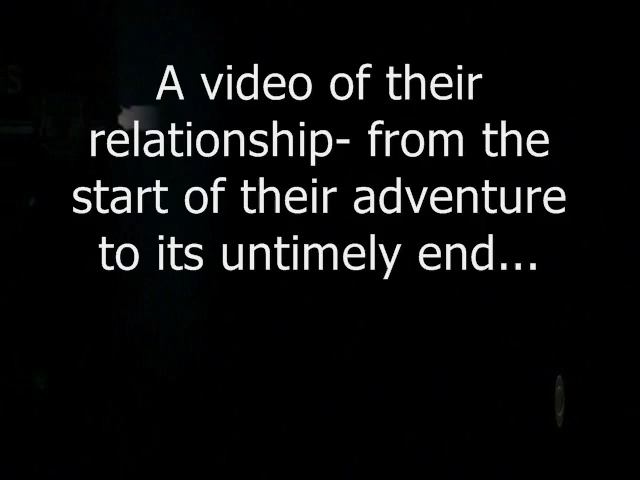 A video of their
relationship- from the
start of their adventure
to its untimely end...